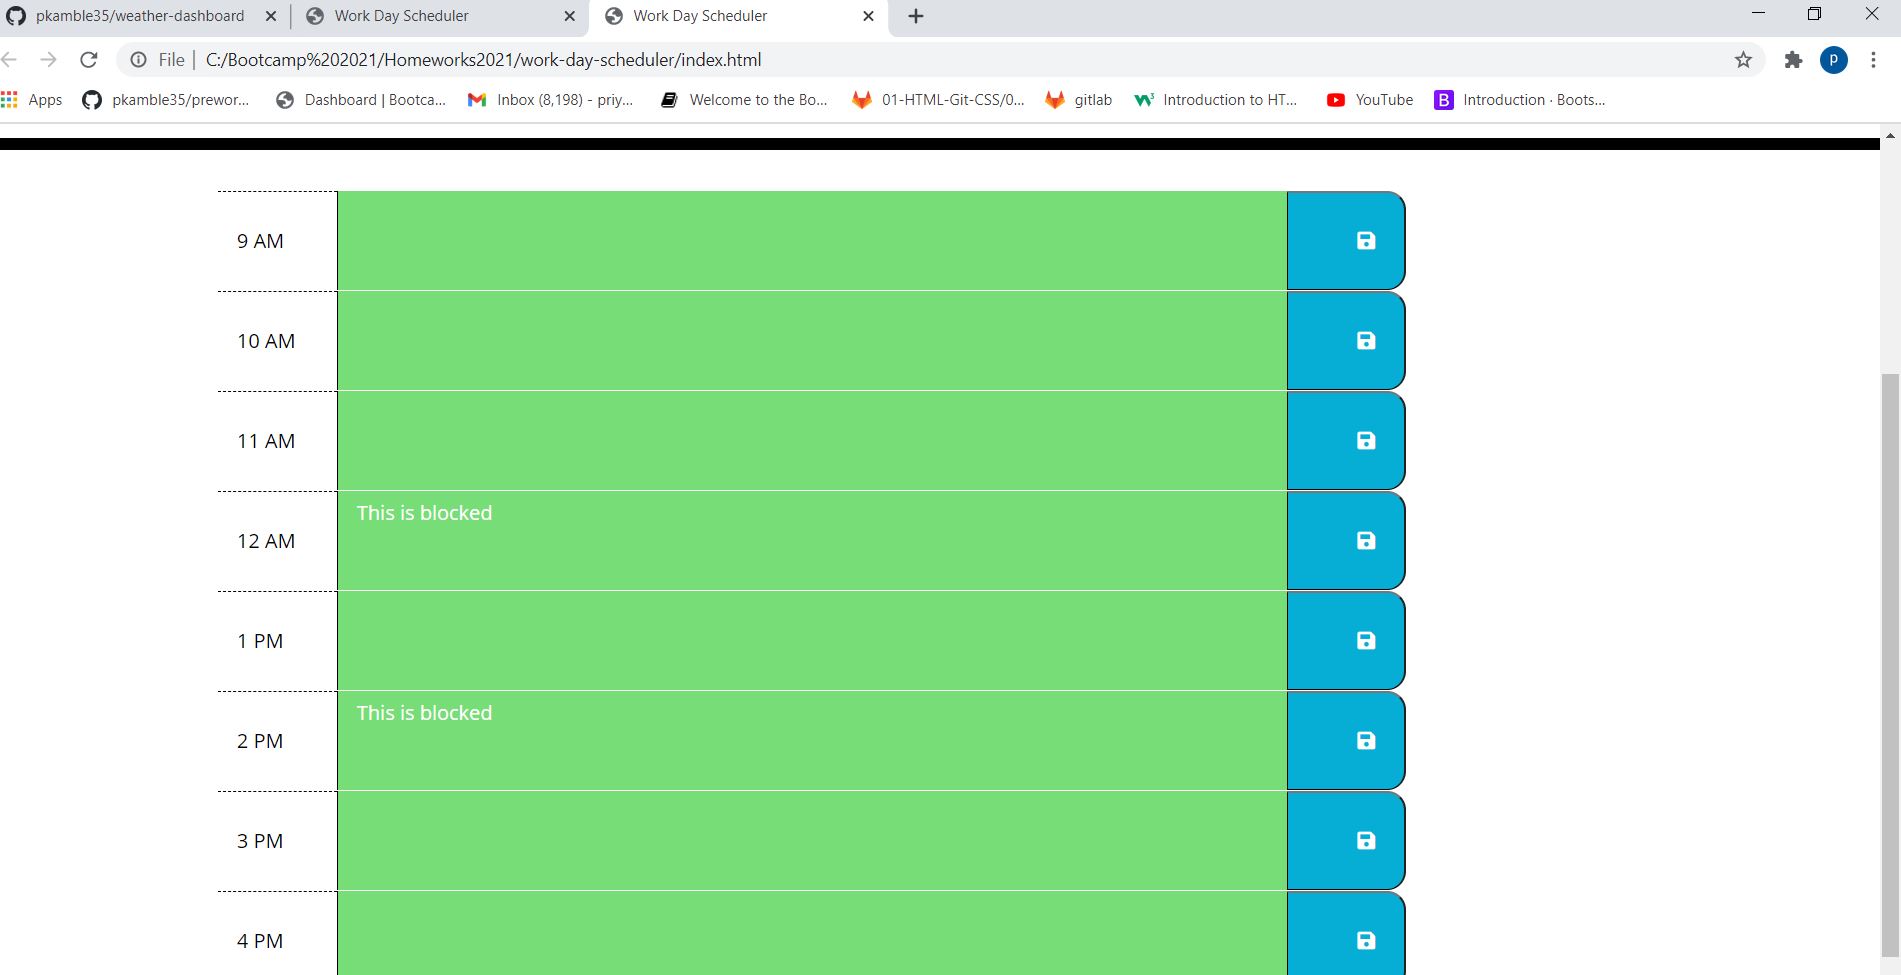 pkamble35/weather-dashboard
Work Day Scheduler
Work Day Scheduler
File | C:/Bootcamp%202021/Homeworks2021/work-day-scheduler/index.html
p
Apps
pkamble35/prewor...
Dashboard | Bootca...
Inbox (8,198) - priy...
Welcome to the Bo...
01-HTML-Git-CSS/0...
gitlab
Introduction to HT...
YouTube
B
Introduction · Boots...
9 AM
10 AM
11 AM
This is blocked
12 AM
1 PM
This is blocked
2 PM
3 PM
4 PM